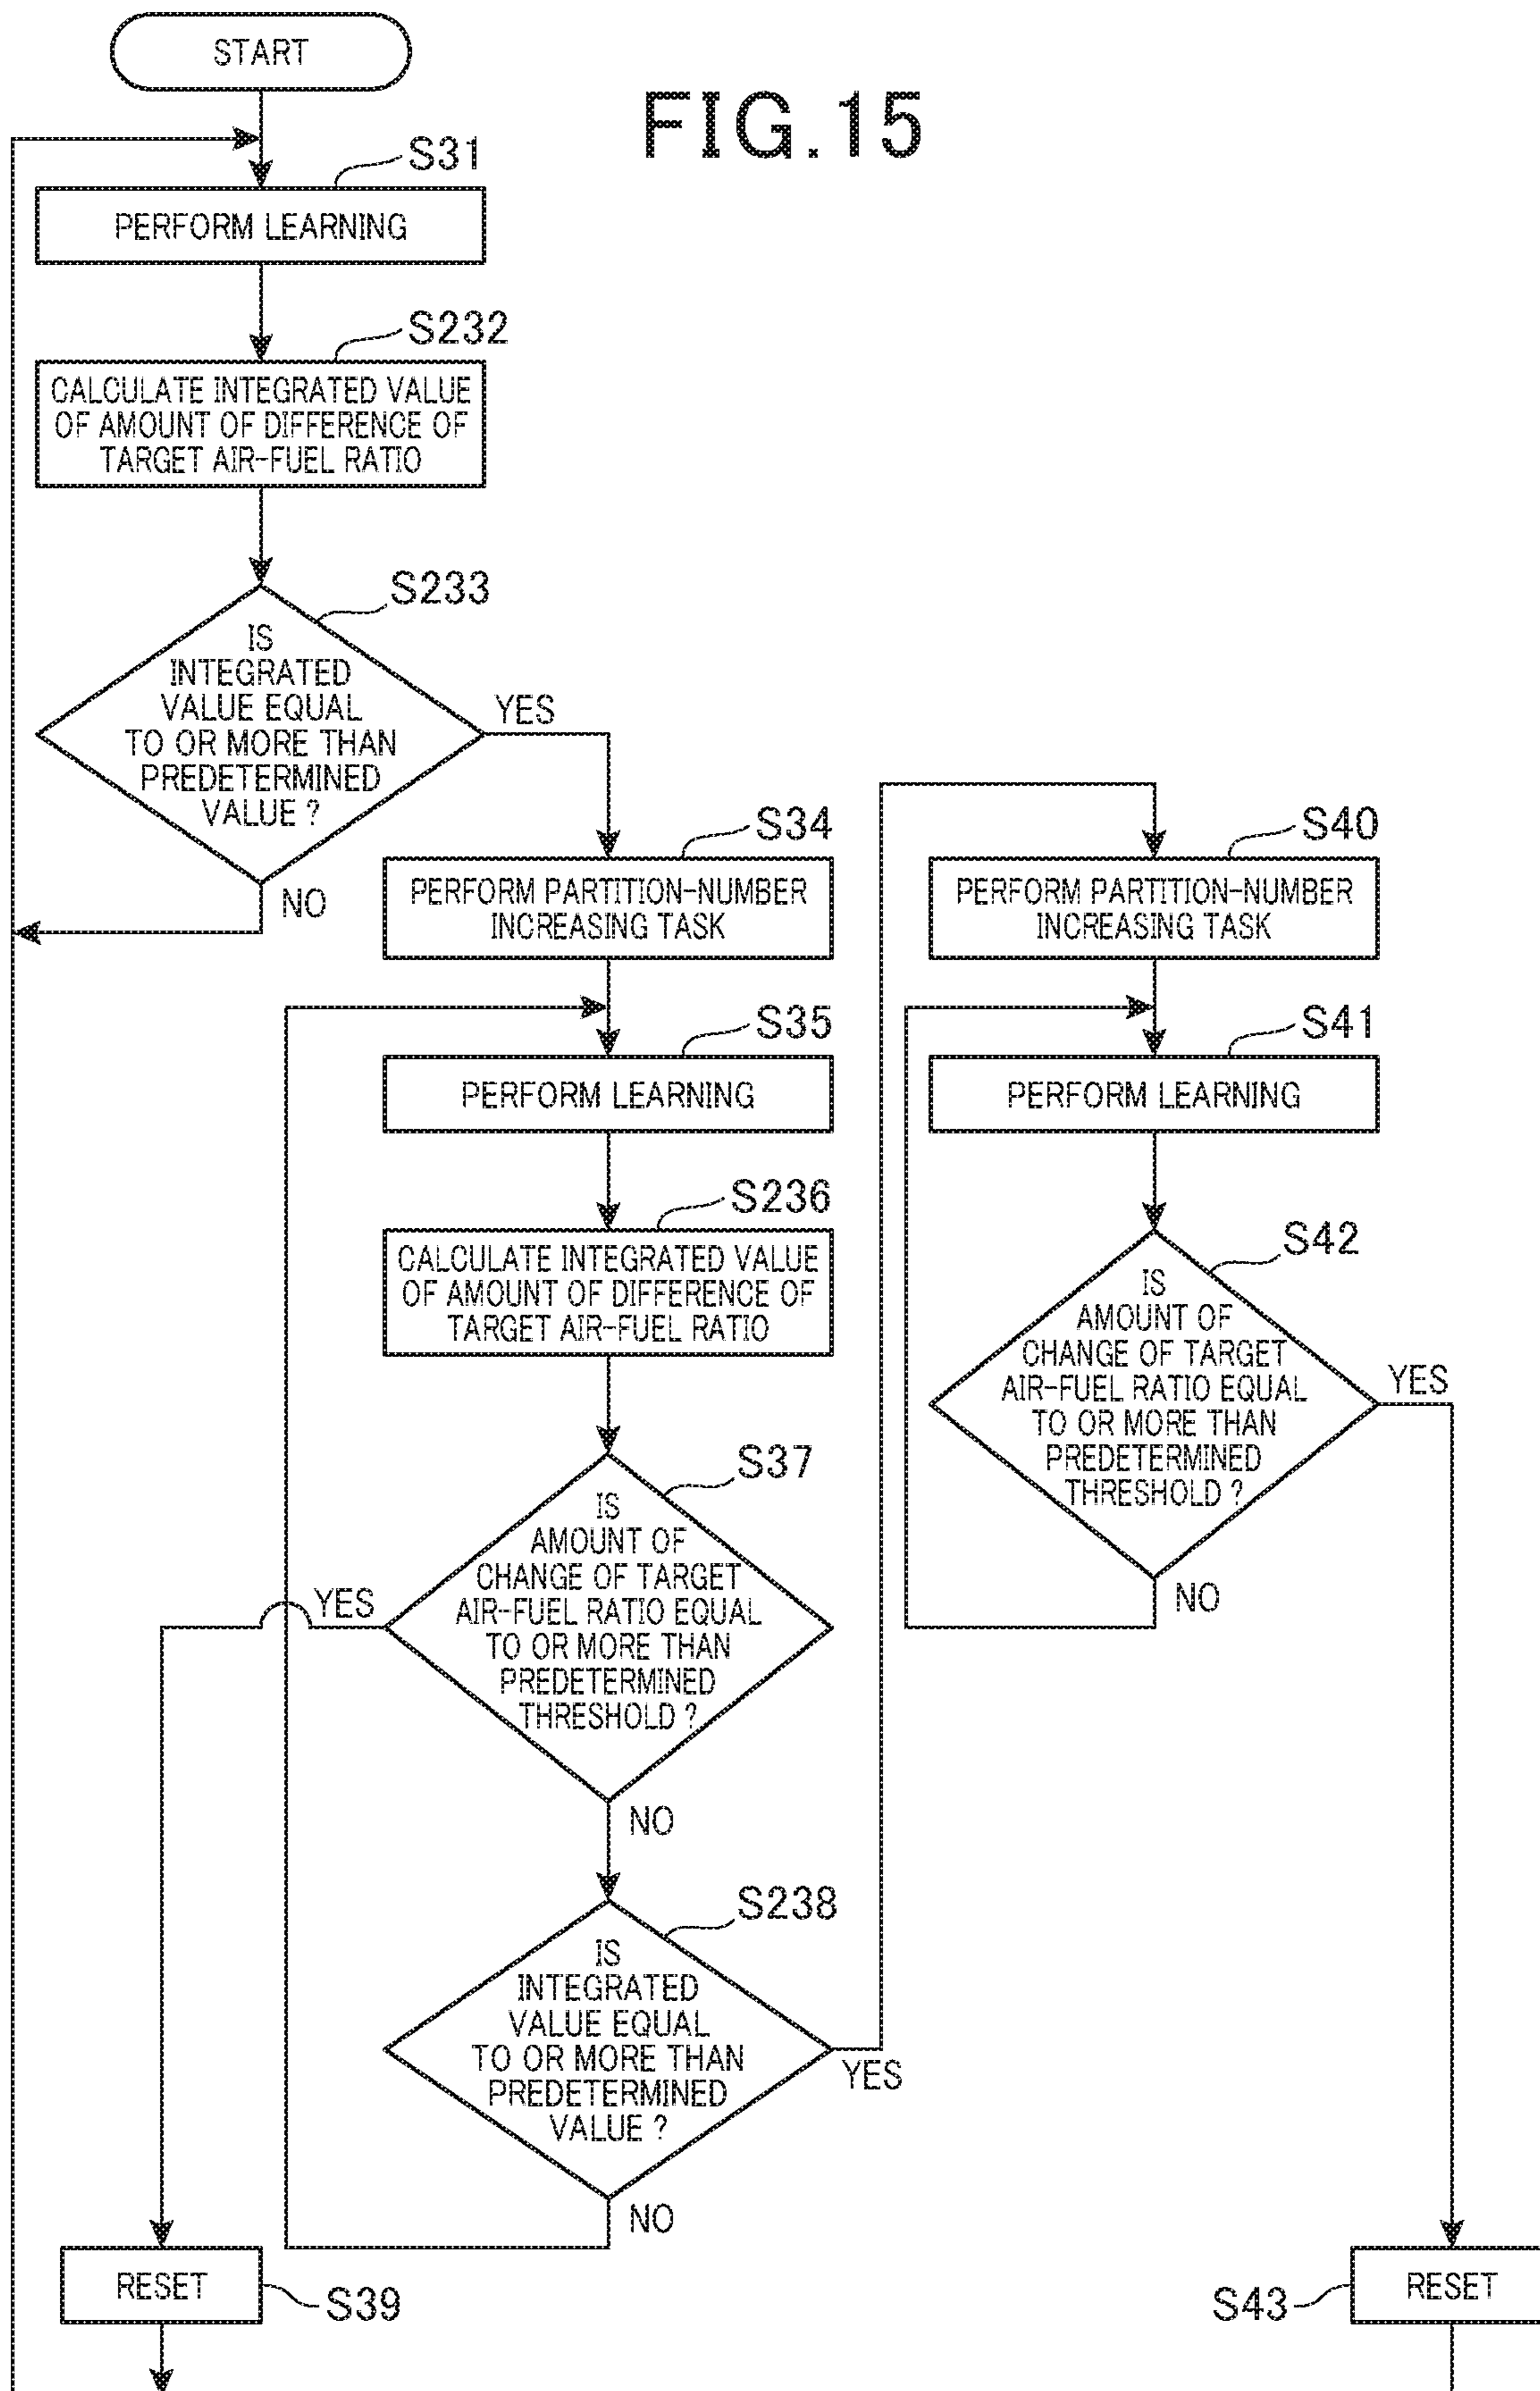 START
FIG.15
S31
PERFORM LEARNING
S232
CALCULATE INTEGRATED VALUE
OF AMOUNT OF DIFFERENCE OF
TARGET AIR-FUEL RATIO
S233
IS
INTEGRATED
VALUE EQUAL
TO OR MORE THAN
PREDETERMINED
VALUE ?
YES
NO
S34
PERFORM PARTITION-NUMBER
INCREASING TASK
S35
PERFORM LEARNING
S236
CALCULATE INTEGRATED VALUE
OF AMOUNT OF DIFFERENCE OF
TARGET AIR-FUEL RATIO
S37
IS
AMOUNT OF
CHANGE OF TARGET
AIR-FUEL RATIO EQUAL
TO OR MORE THAN
PREDETERMINED
THRESHOLD ?
YES
NO
S238
IS
INTEGRATED
VALUE EQUAL
TO OR MORE THAN
PREDETERMINED
VALUE ?
YES
NO
S40
PERFORM PARTITION-NUMBER
INCREASING TASK
S41
PERFORM LEARNING
S42
IS
AMOUNT OF
CHANGE OF TARGET
AIR-FUEL RATIO EQUAL
TO OR MORE THAN
PREDETERMINED
THRESHOLD ?
YES
NO
RESET
S39
S43
RESET